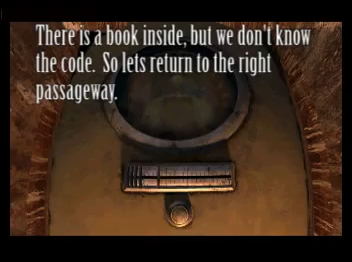 There is a book inside, but we don't know
the code.  So lets return to the right
passageway.